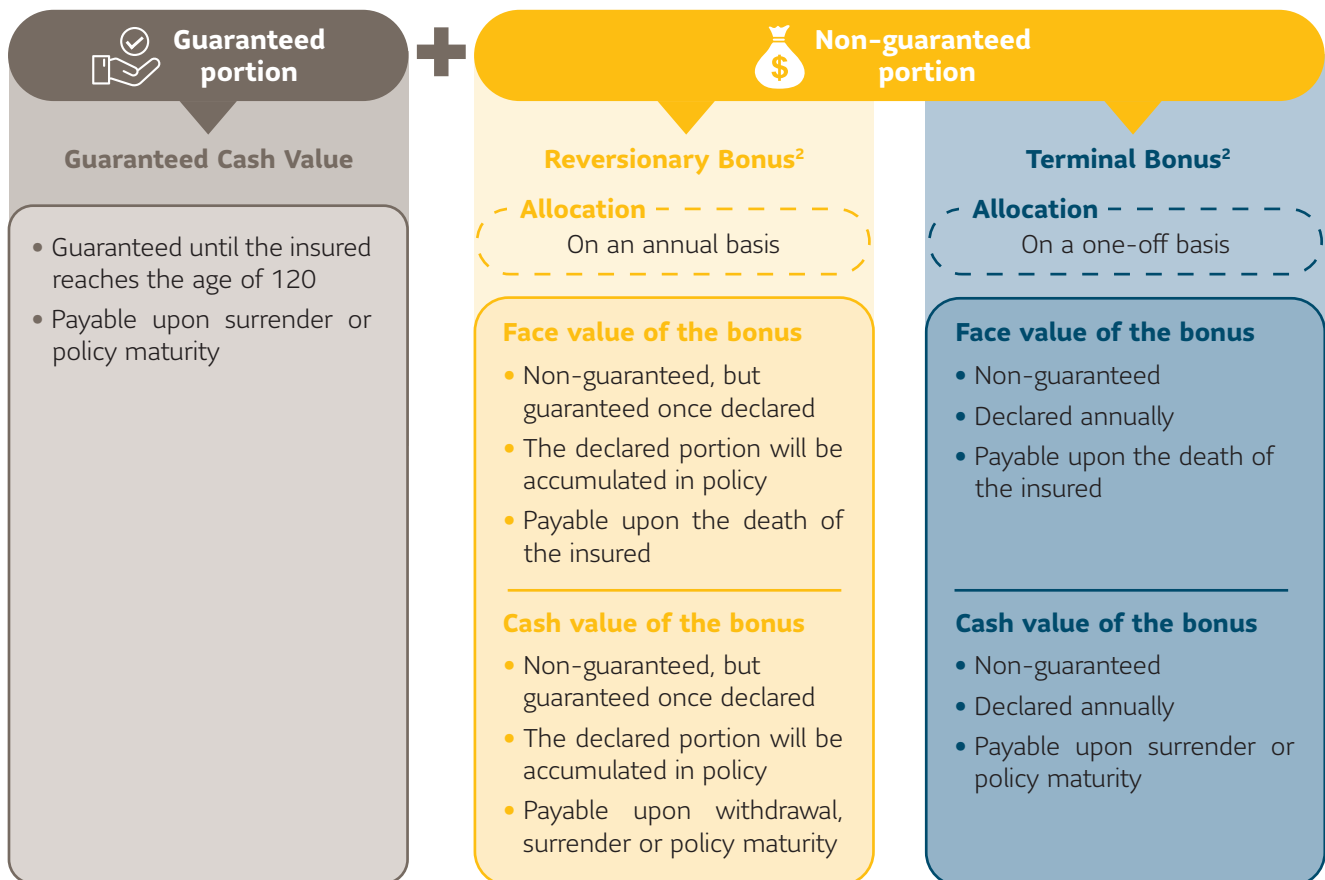 Guaranteed
portion
Non-guaranteed
portion
$
Guaranteed Cash Value
• Guaranteed until the insured
reaches the age of 120
• Payable upon surrender or
policy maturity
Reversionary Bonus²
Allocation
On an annual basis
Face value of the bonus
• Non-guaranteed, but
guaranteed once declared
• The declared portion will be
accumulated in policy
• Payable upon the death of
the insured
Cash value of the bonus
• Non-guaranteed, but
guaranteed once declared
• The declared portion will be
accumulated in policy
• Payable upon withdrawal,
surrender or policy maturity
Terminal Bonus²
Allocation
On a one-off basis
Face value of the bonus
• Non-guaranteed
• Declared annually
• Payable upon the death of
the insured
Cash value of the bonus
• Non-guaranteed
• Declared annually
• Payable upon surrender or
policy maturity